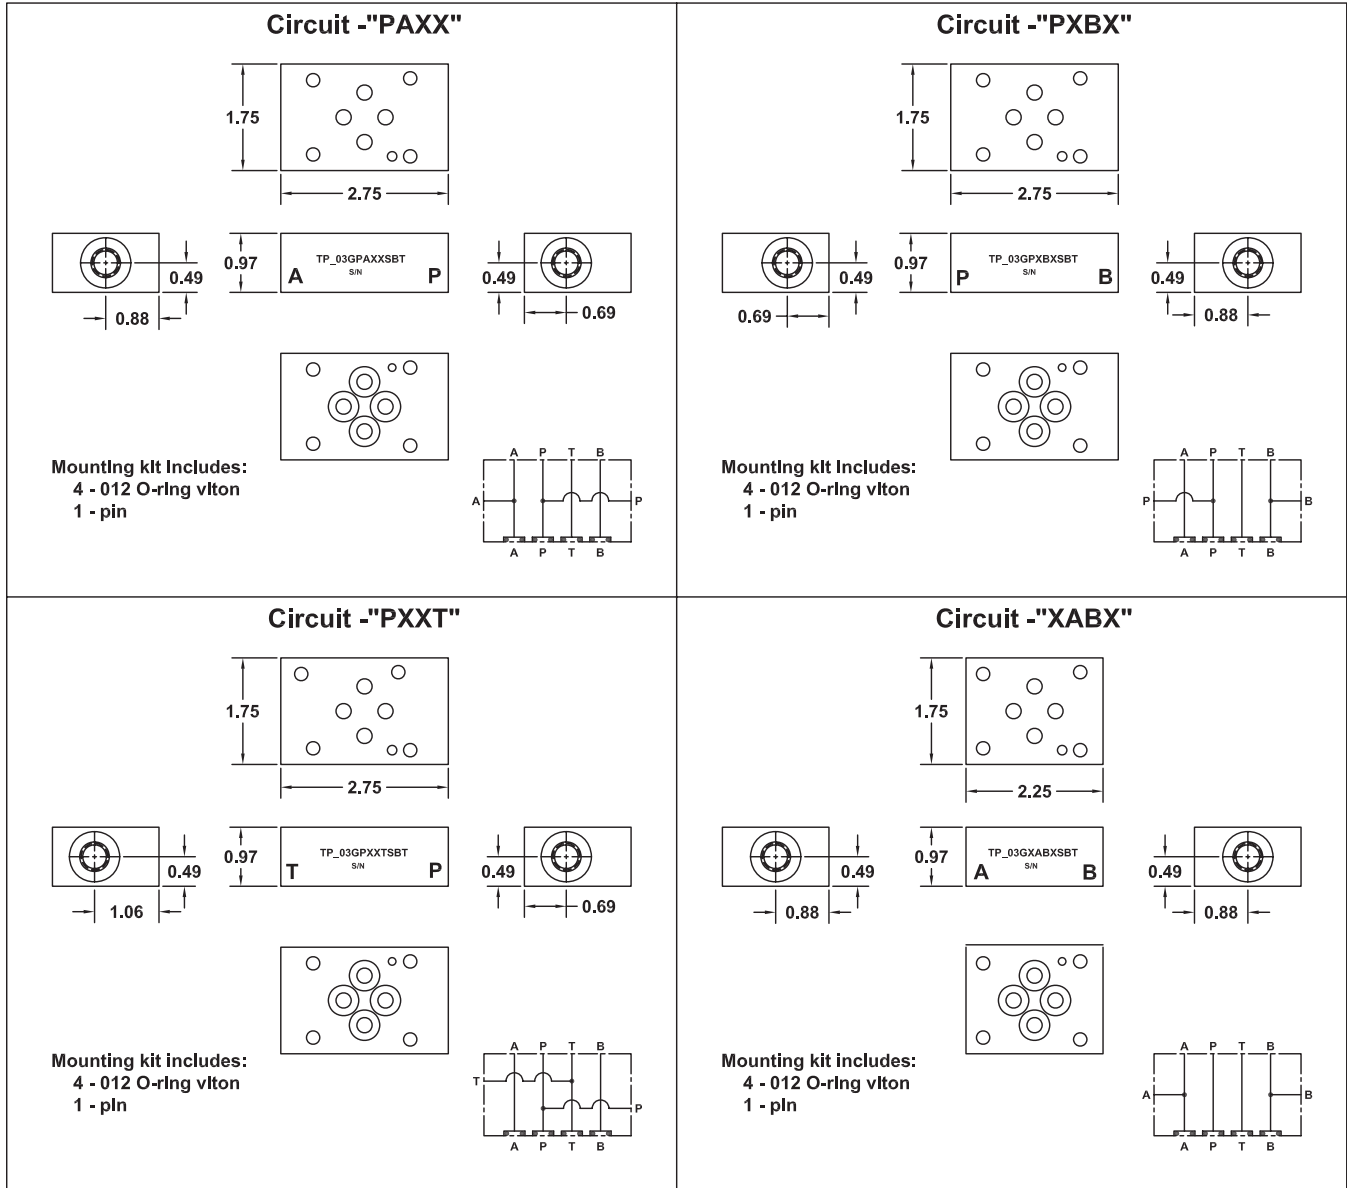 Circuit -"PAXX"
1.75
2.75
0.49
0.88
0.97
TP_03GPAXXSBT
S/N
A P
0.49
0.69
Mounting kit includes:
4 - 012 O-ring viton
1 - pin
A P T B
A P
A P T B
Circuit -"PXBX"
1.75
2.75
0.49
0.69
0.97
TP_03GPXBXSBT
S/N
P B
0.49
0.88
Mounting kit includes:
4 - 012 O-ring viton
1 - pin
A P T B
P B
A P T B
Circuit -"PXXT"
1.75
2.75
0.49
1.06
0.97
TP_03GPXXTSBT
S/N
T P
0.49
0.69
Mounting kit includes:
4 - 012 O-ring viton
1 - pin
A P T B
T
P
A P T B
Circuit -"XABX"
1.75
2.25
0.49
0.88
0.97
TP_03GXABXSBT
S/N
A B
0.49
0.88
Mounting kit includes:
4 - 012 O-ring viton
1 - pin
A P T B
A B
A P T B